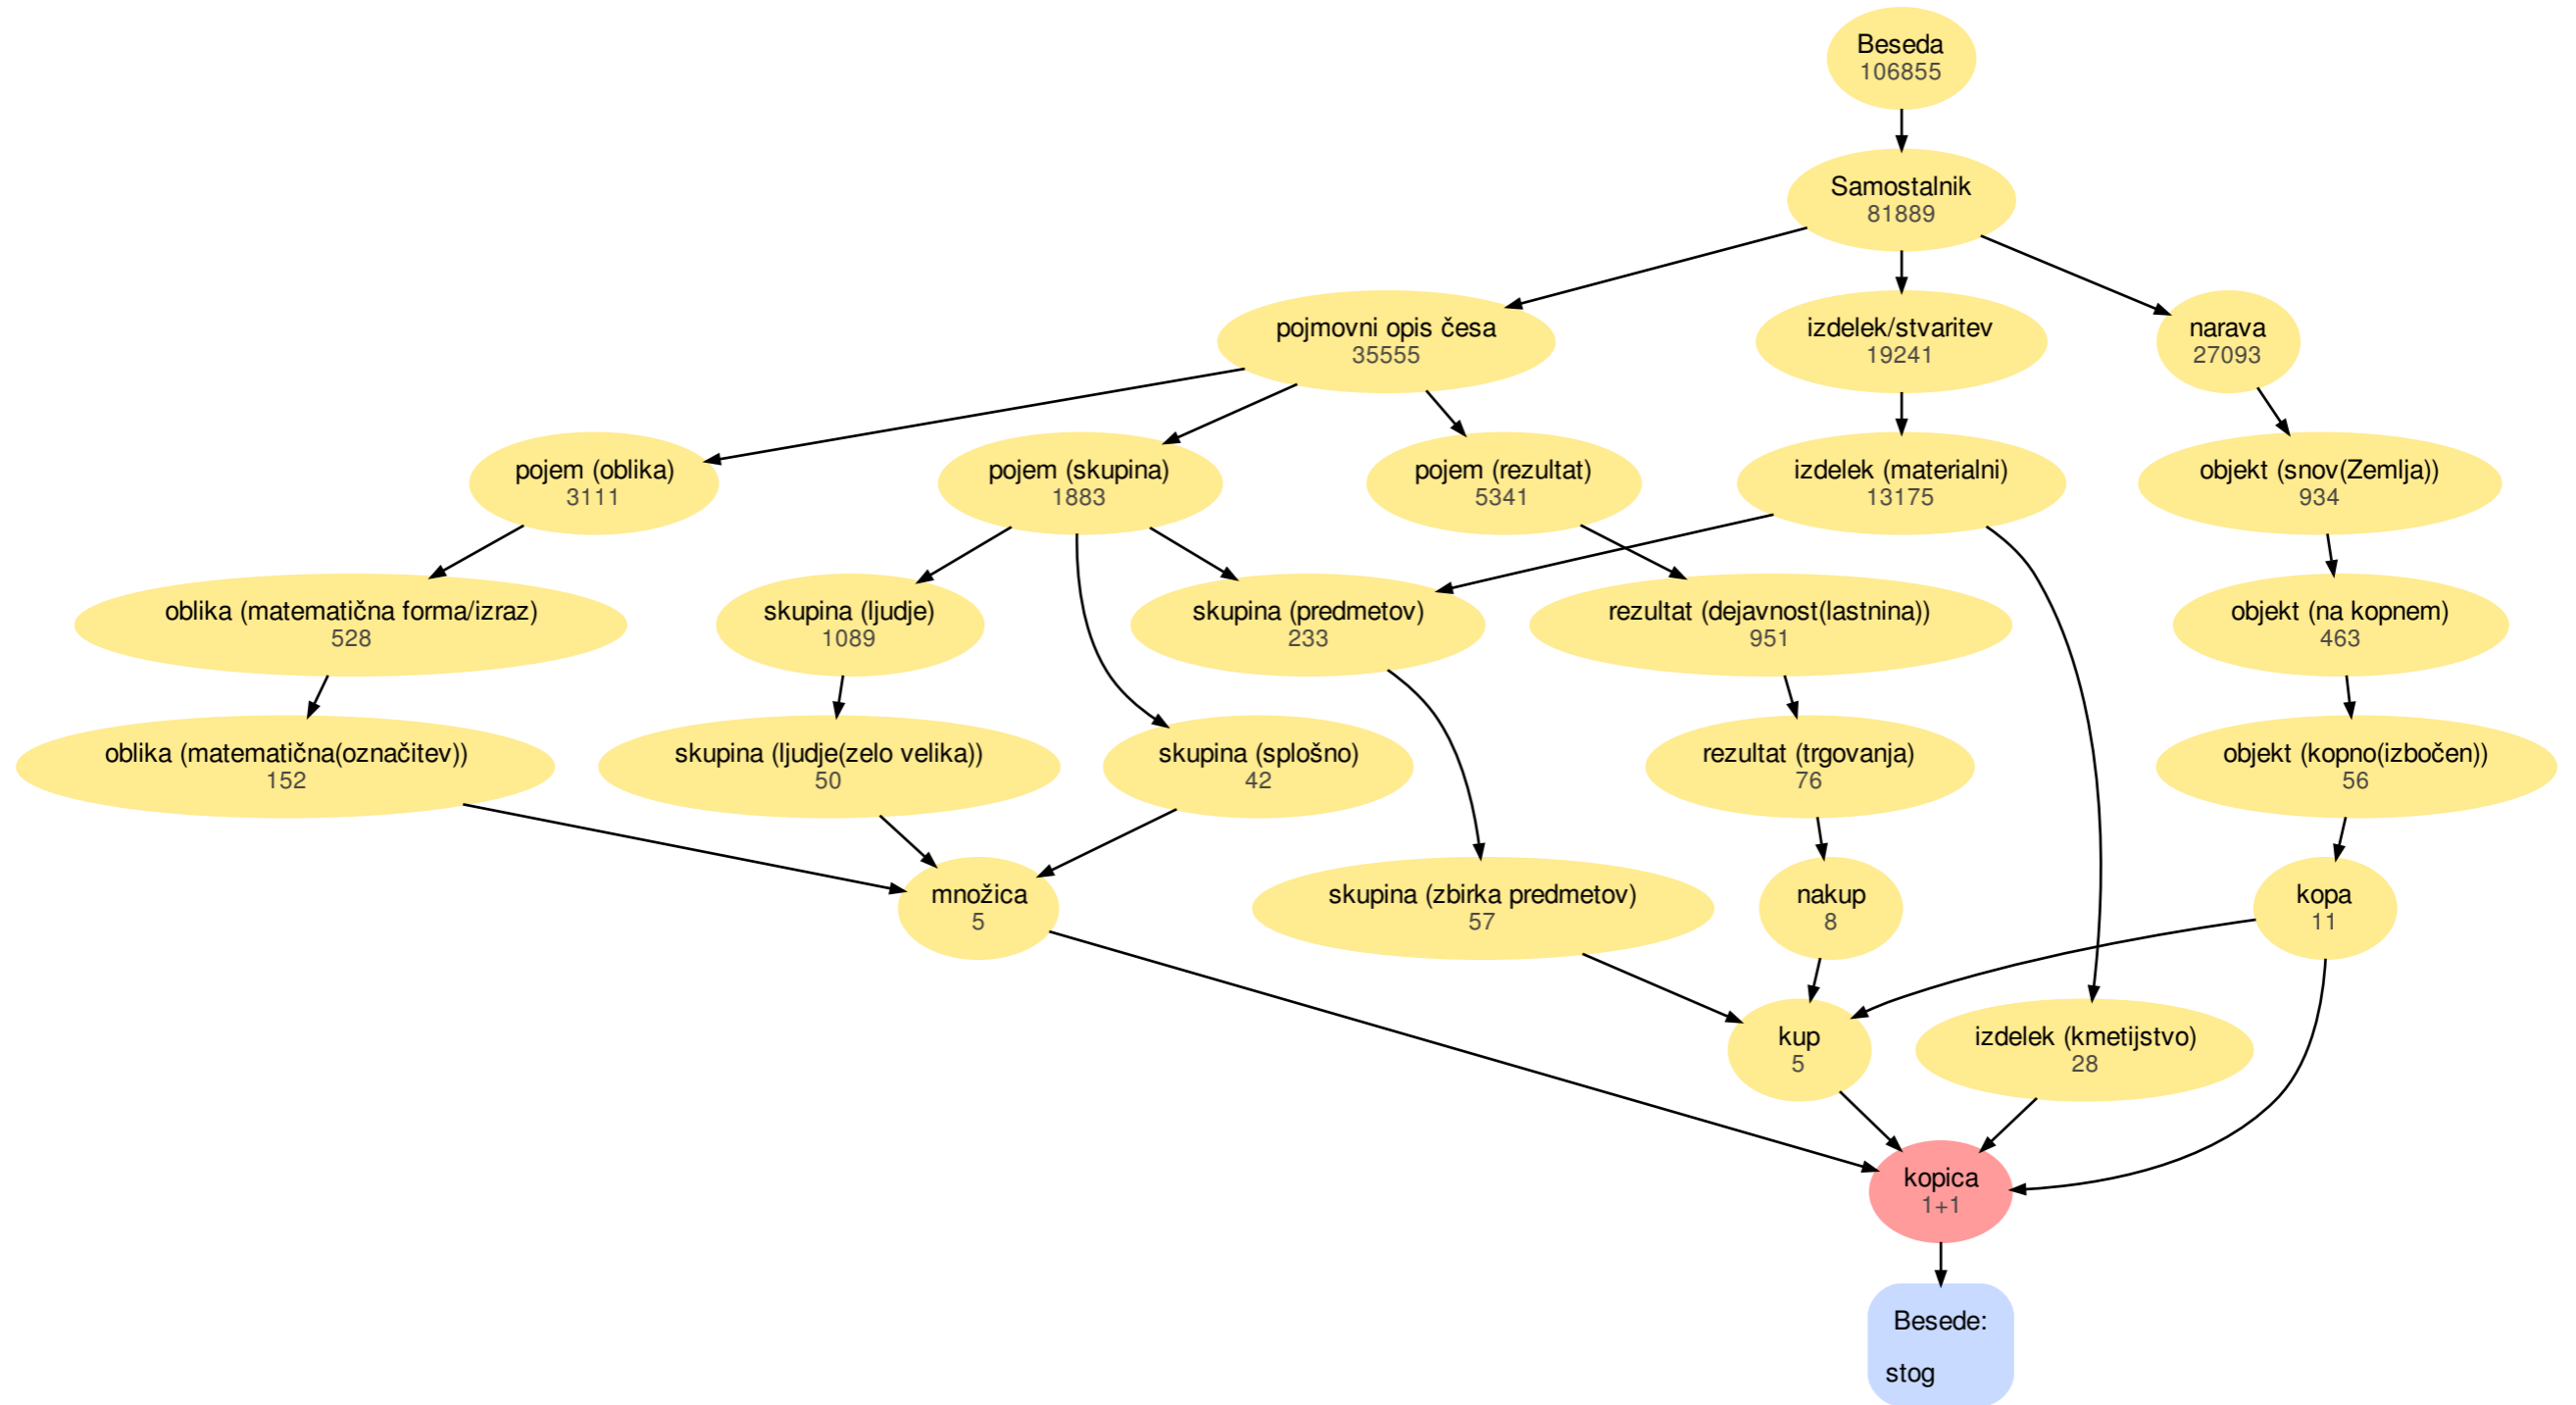 Beseda
106855
Samostalnik
81889
pojmovni opis česa
35555
izdelek/stvaritev
19241
narava
27093
pojem (oblika)
3111
pojem (skupina)
1883
pojem (rezultat)
5341
izdelek (materialni)
13175
objekt (snov(Zemlja))
934
oblika (matematična forma/izraz)
528
skupina (ljudje)
1089
skupina (predmetov)
233
rezultat (dejavnost(lastnina))
951
objekt (na kopnem)
463
oblika (matematična(označitev))
152
skupina (ljudje(zelo velika))
50
skupina (splošno)
42
rezultat (trgovanja)
76
objekt (kopno(izbočen))
56
množica
5
skupina (zbirka predmetov)
57
nakup
8
kopa
11
kup
5
izdelek (kmetijstvo)
28
kopica
1+1
Besede:
stog